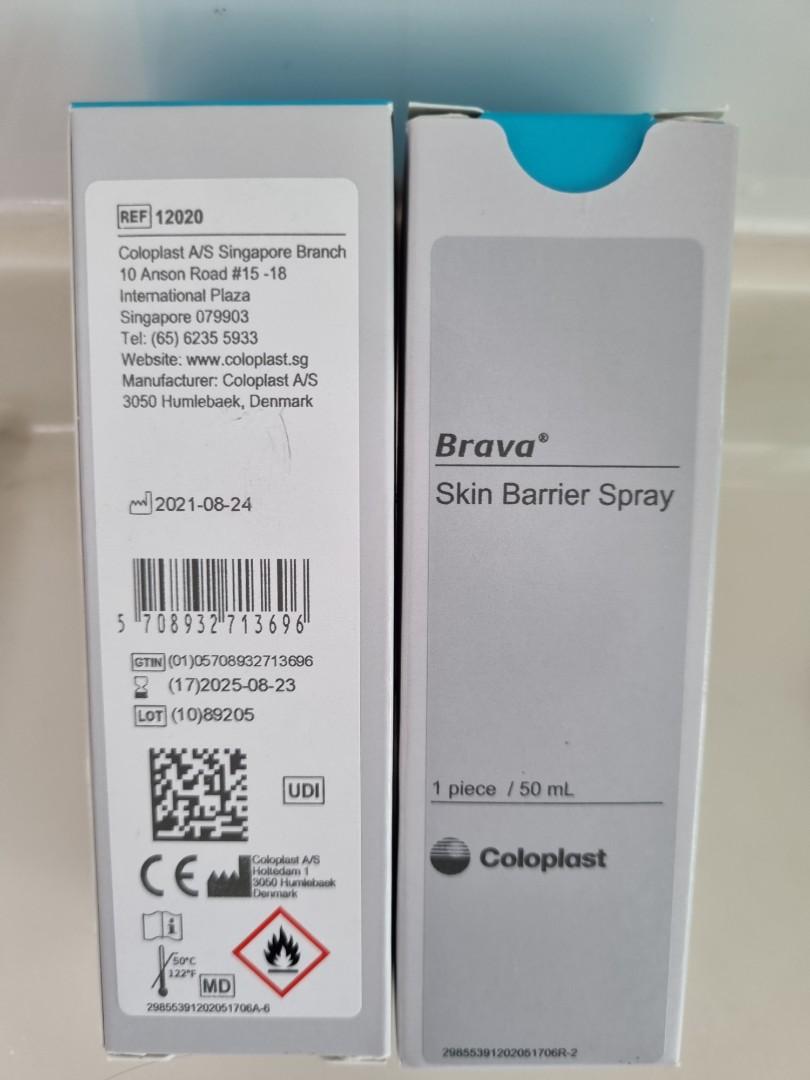 REF 12020
Coloplast A/S Singapore Branch
10 Anson Road #15 -18
International Plaza
Singapore 079903
Tel: (65) 6235 5933
Website: www.coloplast.sg
Manufacturer: Coloplast A/S
3050 Humlebaek, Denmark
2021-08-24
5 708932 713696
GTIN (01)05708932713696
(17)2025-08-23
LOT (10)89205
UDI
CE
Coloplast A/S
Holtedam 1
3050 Humlebaek
Denmark
i
50°C
122°F
MD
29855391202051706A-6
Brava®
Skin Barrier Spray
1 piece / 50 mL
Coloplast
29855391202051706R-2